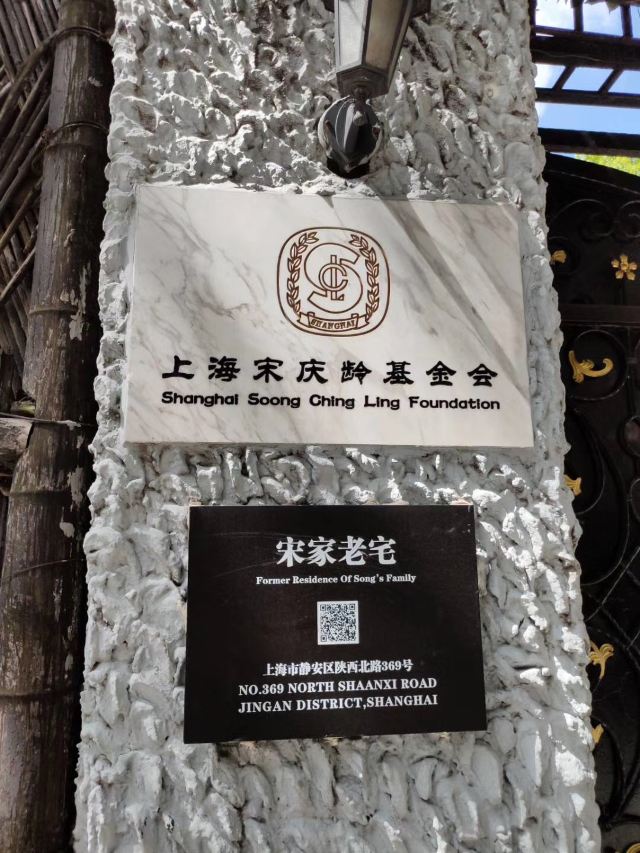 SHANGHAI
上海宋庆龄基金会
Shanghai Soong Ching Ling Foundation
宋家老宅
Former Residence Of Song's Family
上海市静安区陕西北路369号
NO.369 NORTH SHAANXI ROAD
JINGAN DISTRICT,SHANGHAI